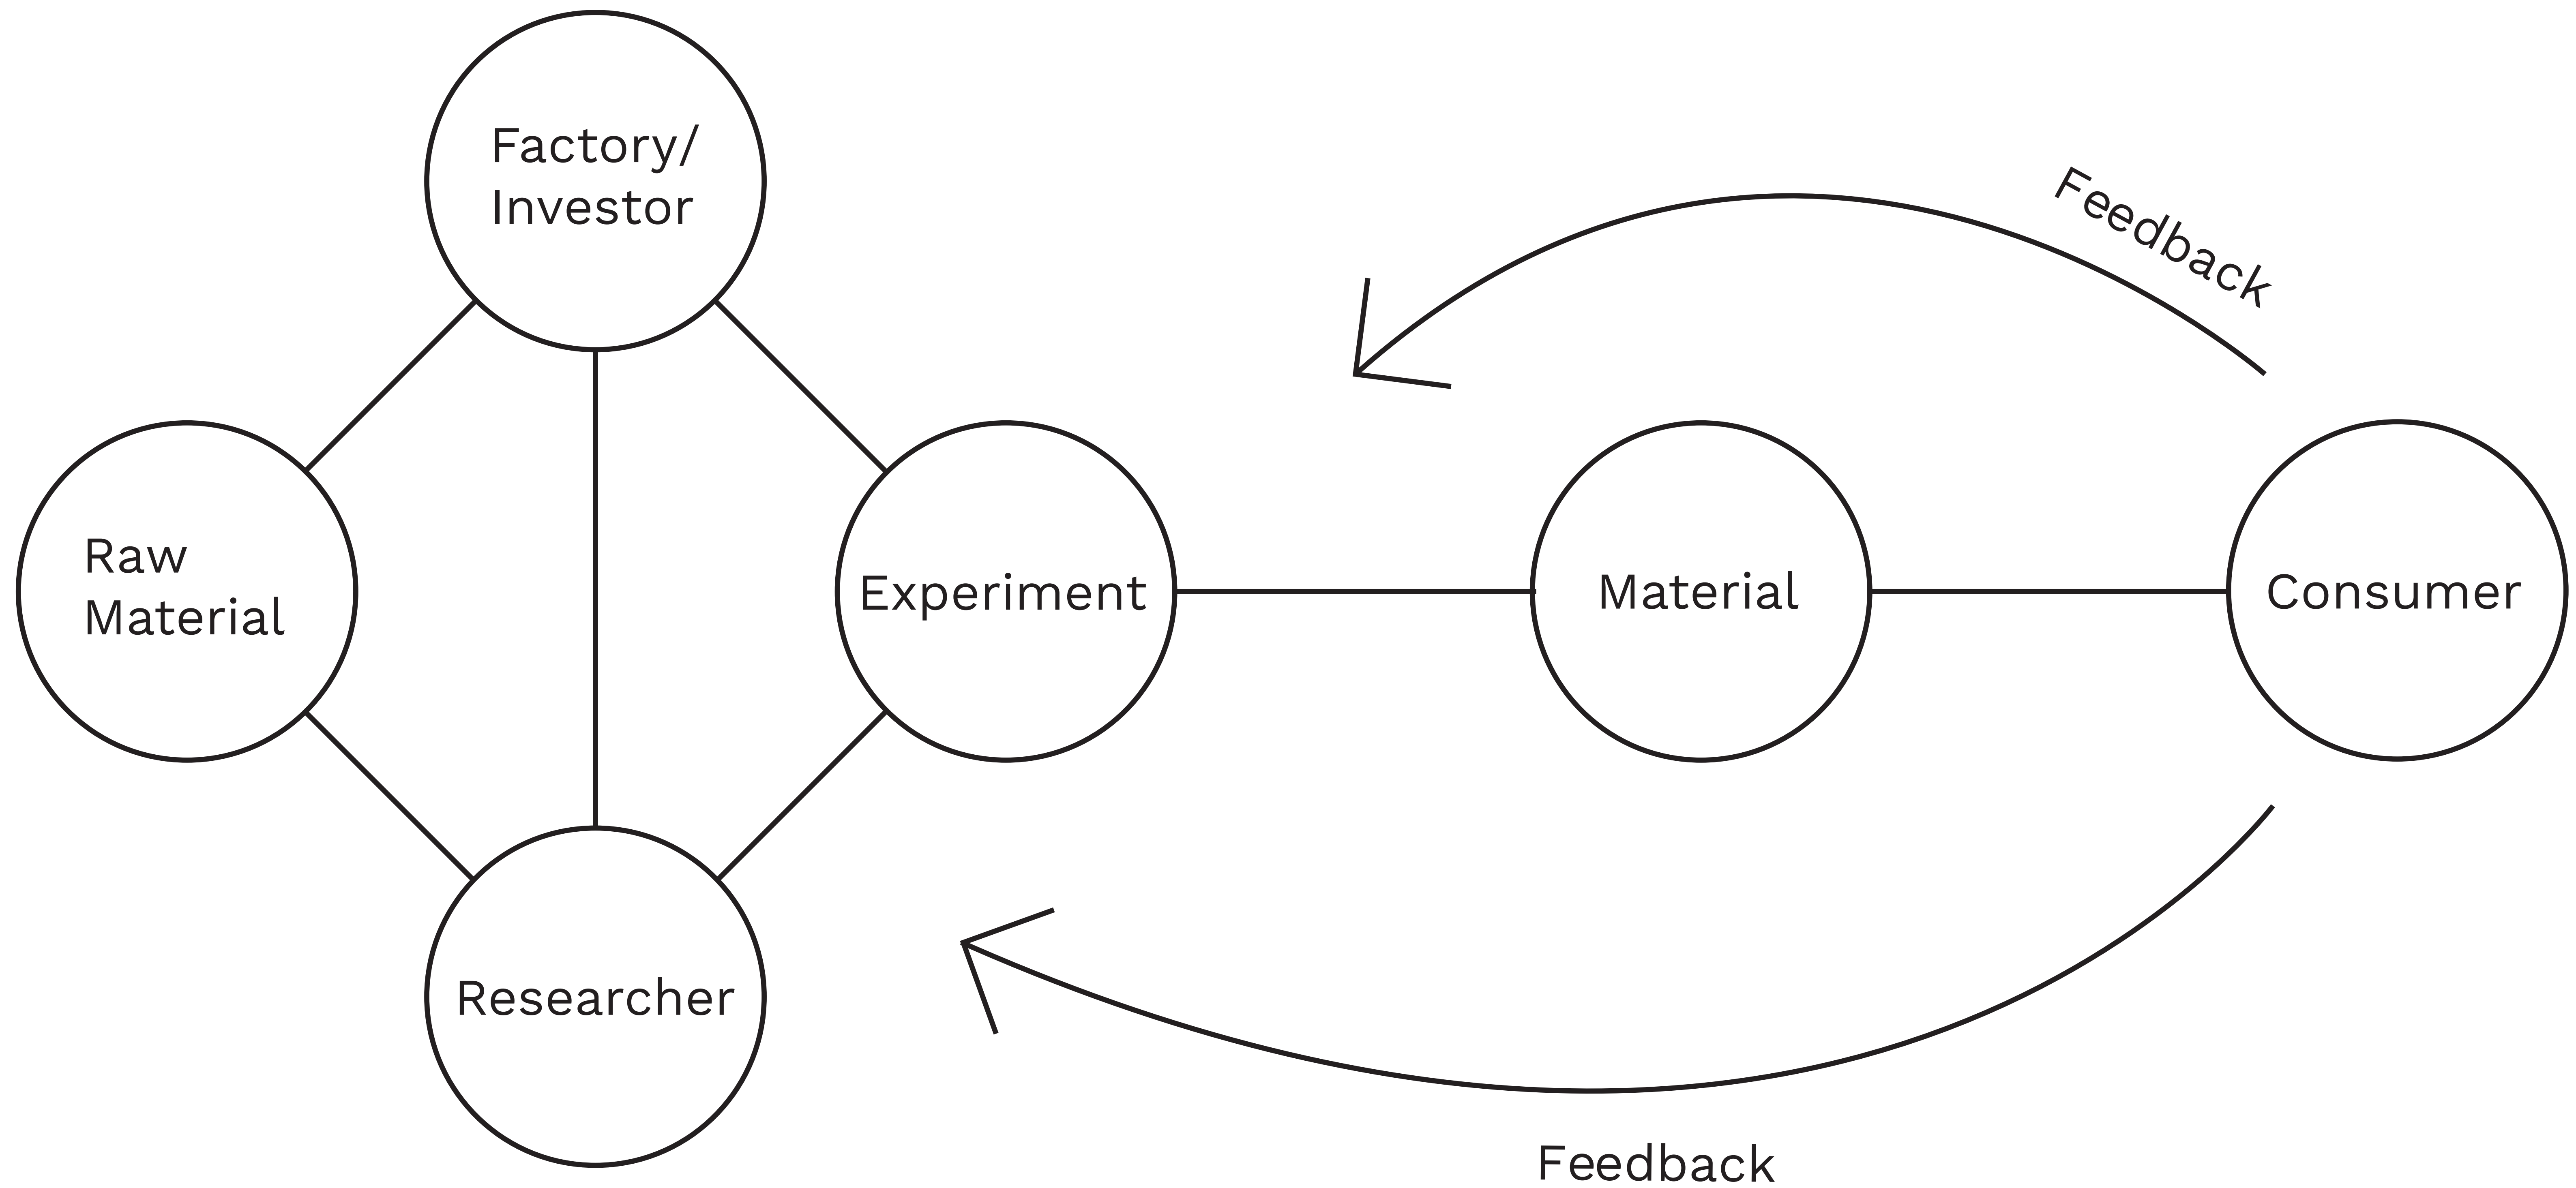 Factory/
Investor
Feedback
Raw
Material
Experiment
Material
Consumer
Researcher
Feedback